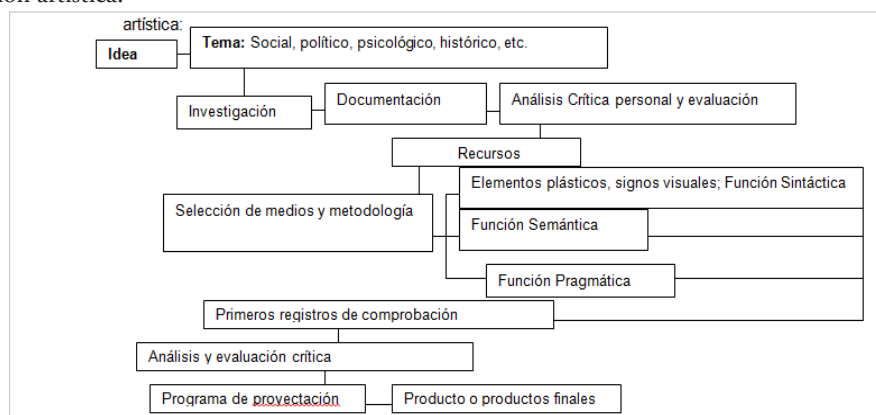 artística:
Idea
Tema: Social, político, psicológico, histórico, etc.
Investigación
Documentación
Análisis Crítica personal y evaluación
Recursos
Elementos plásticos, signos visuales; Función Sintáctica
Selección de medios y metodología
Función Semántica
Función Pragmática
Primeros registros de comprobación
Análisis y evaluación crítica
Programa de proyectación
Producto o productos finales